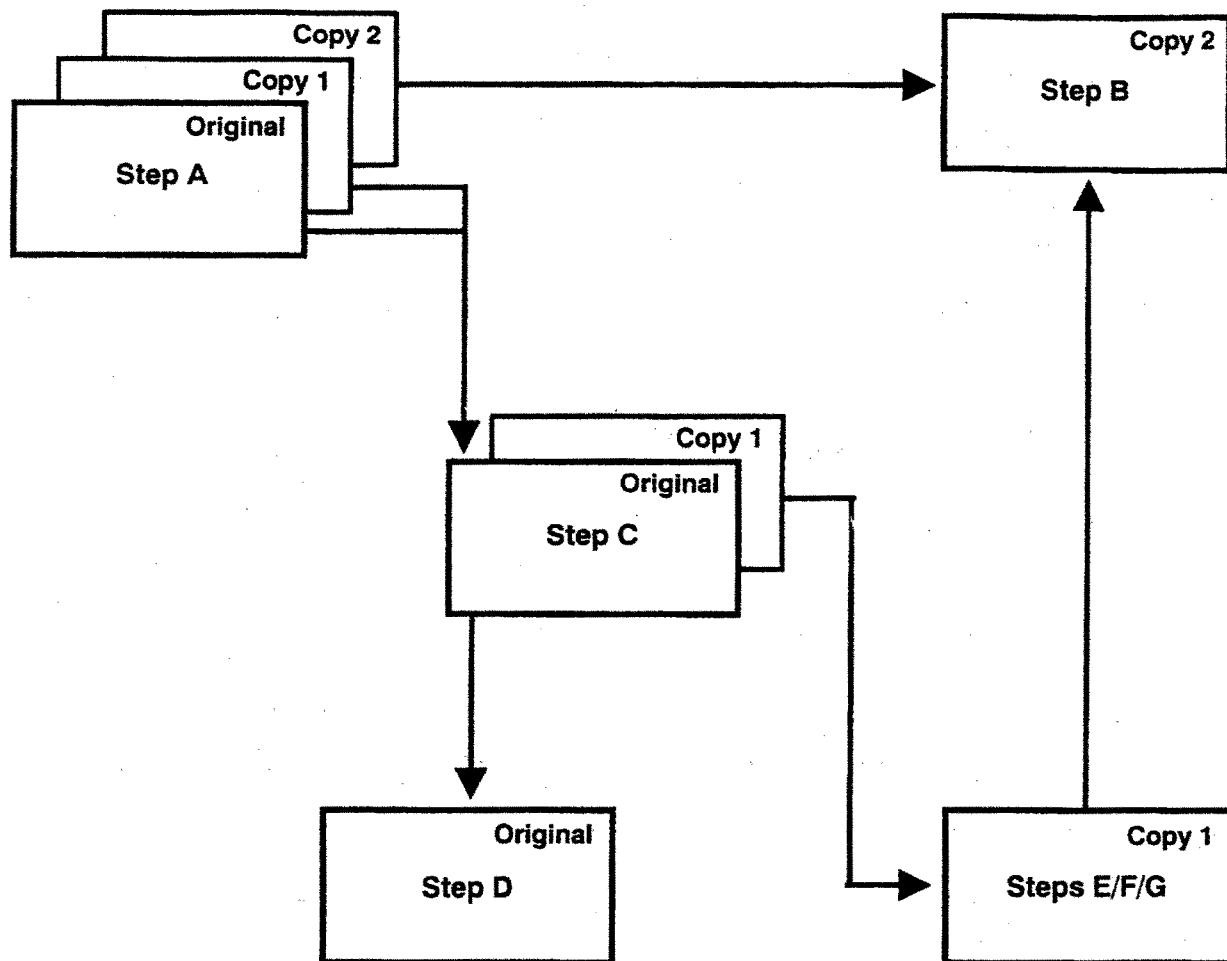 Copy 2
Copy 1
Original
Step A
Copy 2
Step B
Copy 1
Original
Step C
Original
Step D
Copy 1
Steps E/F/G